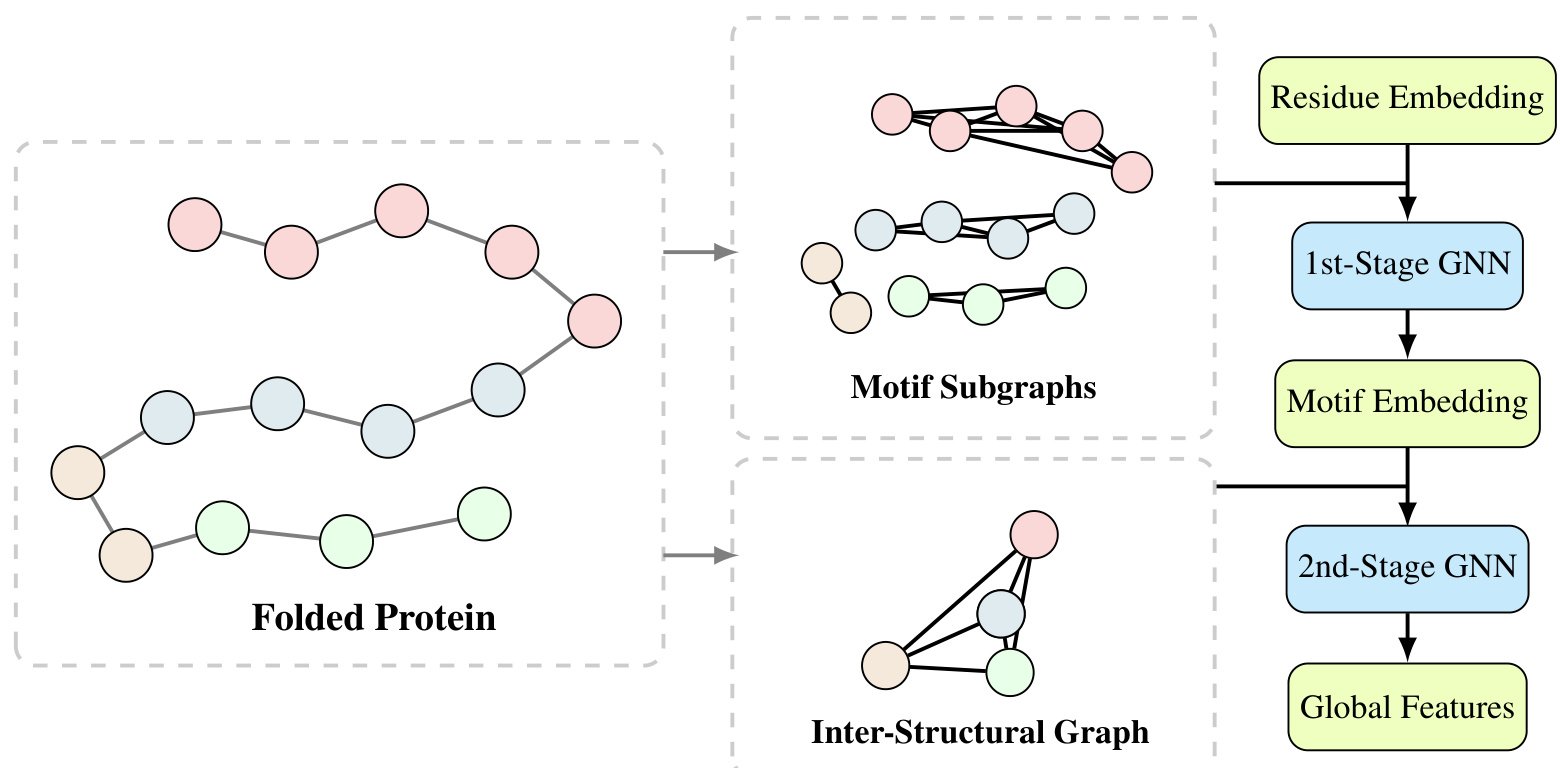 Folded Protein
Motif Subgraphs
Inter-Structural Graph
Residue Embedding
1st-Stage GNN
Motif Embedding
2nd-Stage GNN
Global Features